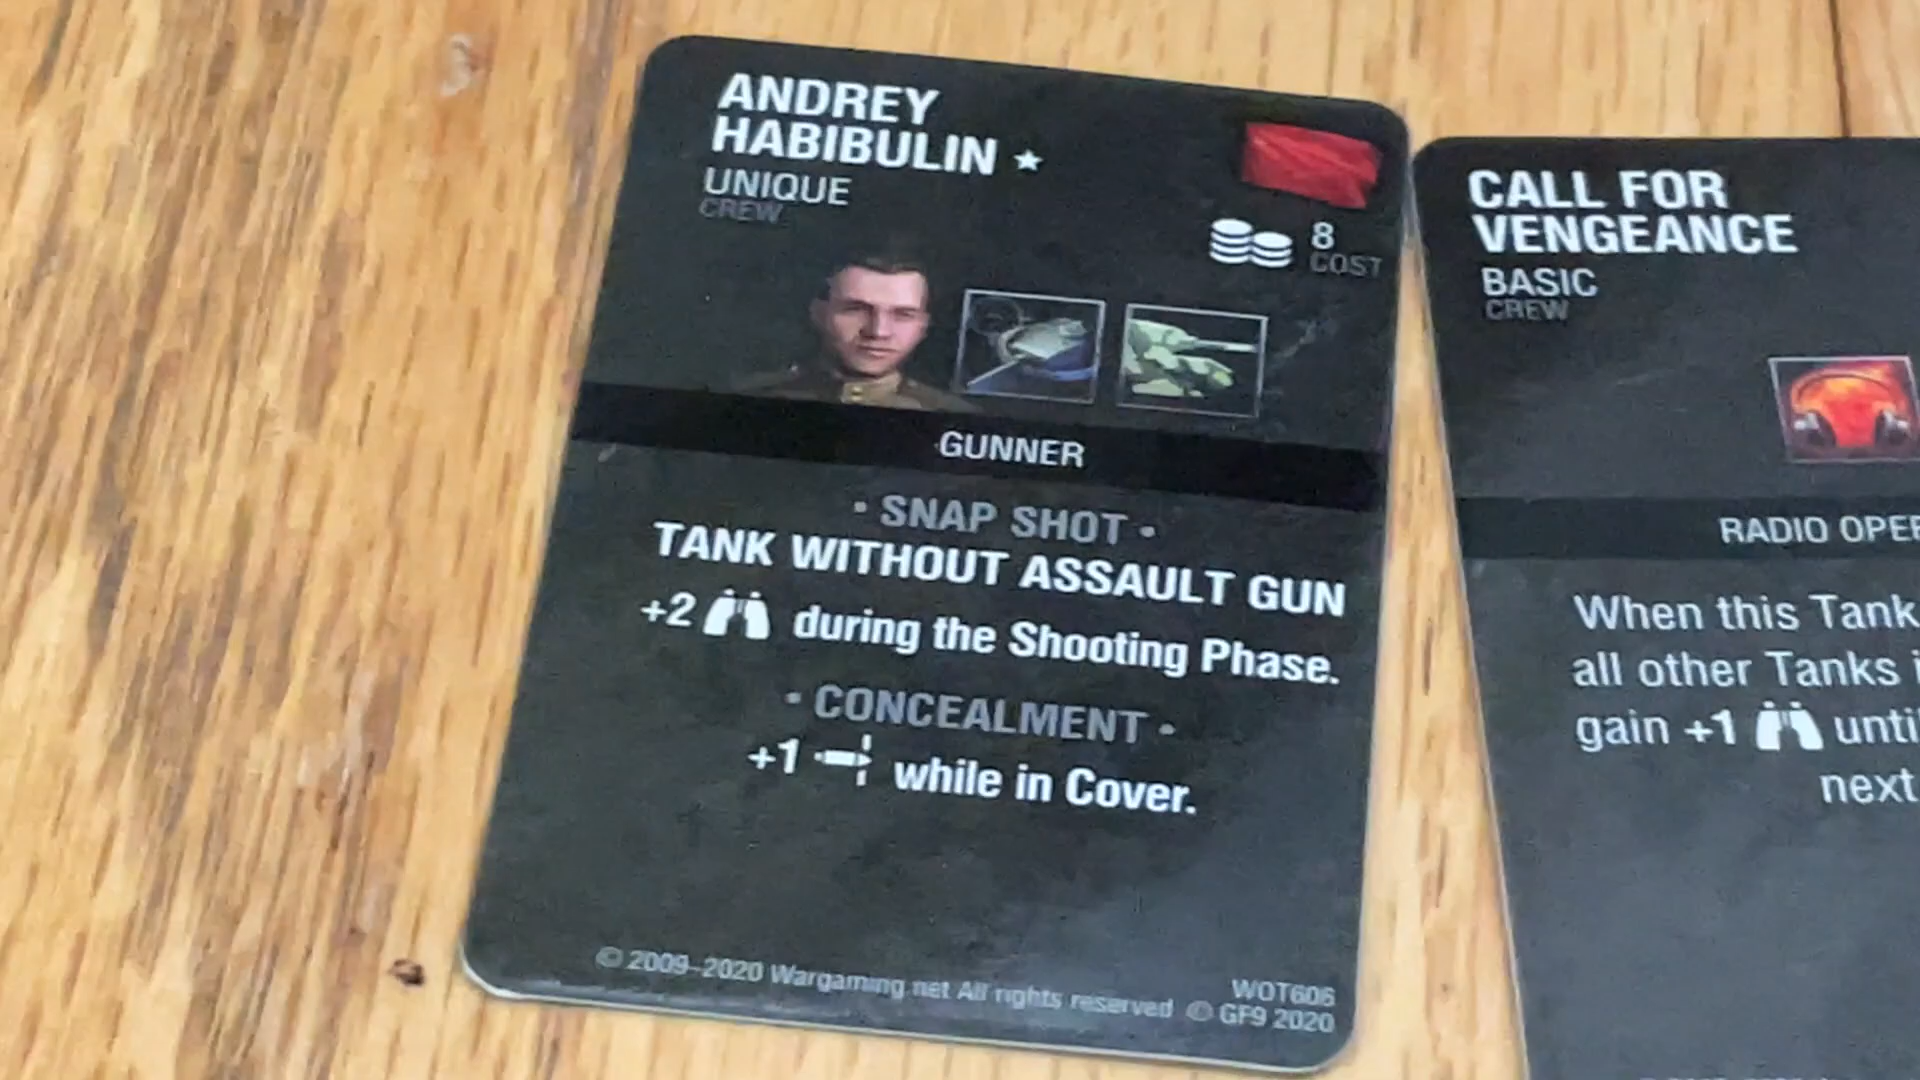 ANDREY
HABIBULIN ★
UNIQUE
CREW
8
COST
GUNNER
• SNAP SHOT •
TANK WITHOUT ASSAULT GUN
+2 during the Shooting Phase.
• CONCEALMENT •
+1 while in Cover.
© 2009–2020 Wargaming.net All rights reserved © GF9 2020
WOT606
CALL FOR
VENGEANCE
BASIC
CREW
RADIO
When this Tank
all other Tanks
gain +1
next